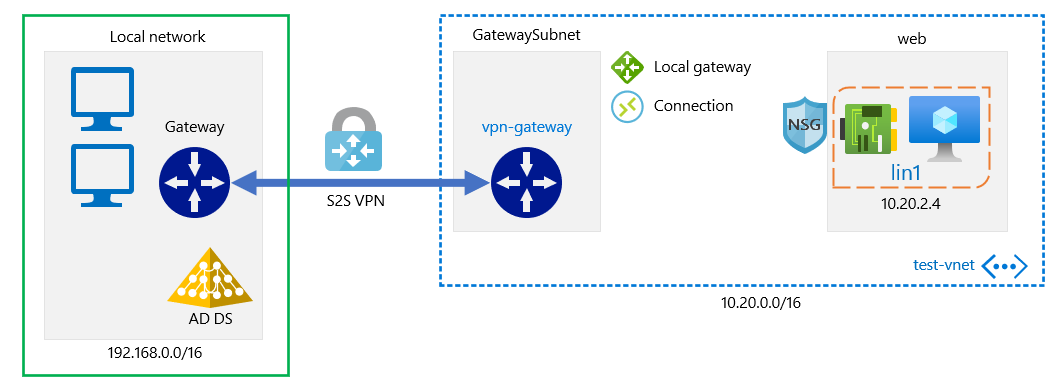 Local network
Gateway
AD DS
192.168.0.0/16
S2S VPN
GatewaySubnet
vpn-gateway
Local gateway
Connection
web
NSG
lin1
10.20.2.4
test-vnet
10.20.0.0/16